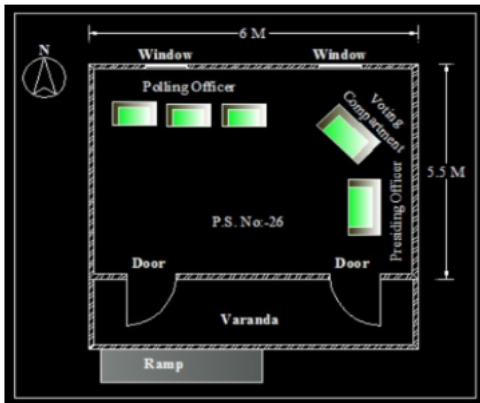 6 M
N
Window
Window
Polling Officer
Voting
Compartment
5.5 M
Presiding Officer
P.S. No:-26
Door
Door
Varanda
Ramp